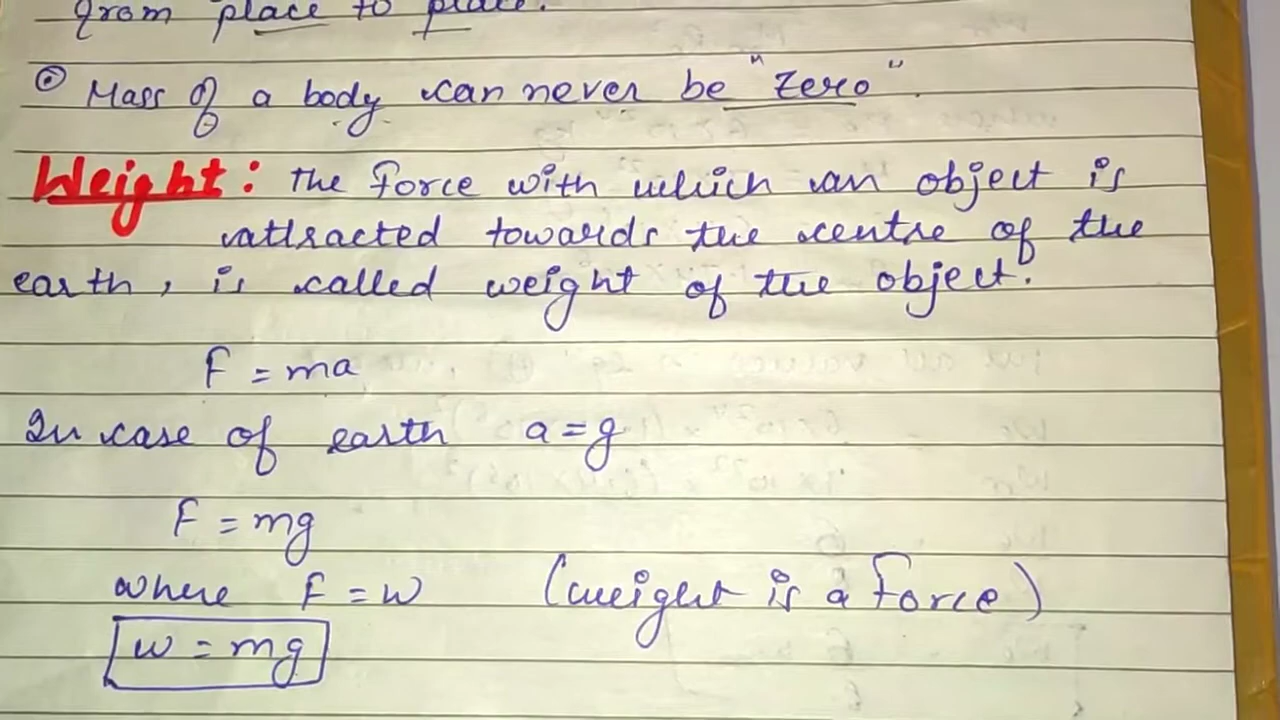 from place to place.
⊙ Mass of a body can never be "Zero".
Weight: The force with which an object is
attracted towards the centre of the
earth, is called weight of the object.
F = ma
In case of earth a = g
F = mg
where F = W (weight is a force)
W = mg